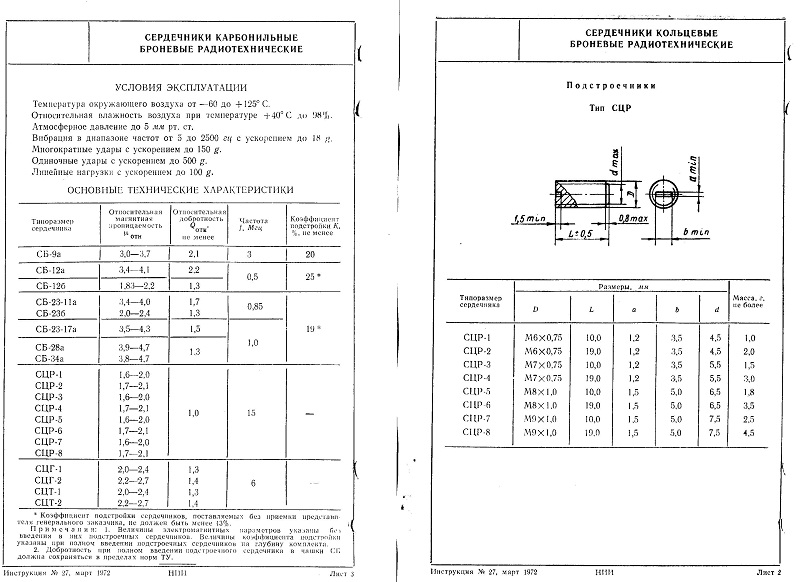 СЕРДЕЧНИКИ КАРБОНИЛЬНЫЕ
БРОНЕВЫЕ РАДИОТЕХНИЧЕСКИЕ
УСЛОВИЯ ЭКСПЛУАТАЦИИ
Температура окружающего воздуха от —60 до +125° С.
Относительная влажность воздуха при температуре +40° С до 98%.
Атмосферное давление до 5 мм рт. ст.
Вибрация в диапазоне частот от 5 до 2500 гц с ускорением до 18 g.
Многократные удары с ускорением до 150 g.
Одиночные удары с ускорением до 500 g.
Линейные нагрузки с ускорением до 100 g.
ОСНОВНЫЕ ТЕХНИЧЕСКИЕ ХАРАКТЕРИСТИКИ
Типоразмер сердечника Относительная магнитная проницаемость μ отн Относительная добротность Q отн, не менее Частота f, Мгц Коэффициент подстройки K, %, не менее
СБ-9а 3,0—3,7 2,1 3 20
СБ-12а 3,4—4,1 2,2 0,5 25 *
СБ-12б 1,83—2,2 1,3
СБ-23-11а 3,4—4,0 1,7 0,85
СБ-23б 2,0—2,4 1,3
СБ-23-17а 3,5—4,3 1,5 1,0 19 *
СБ-28а 3,9—4,7 1.3
СБ-34а 3,8—4,7
СЦР-1 1,6—2,0
СЦР-2 1,7—2,1
СЦР-3 1,6—2,0
СЦР-4 1,7—2,1 1,0 15 —
СЦР-5 1,6—2,0
СЦР-6 1,7—2,1
СЦР-7 1,6—2,0
СЦР-8 1,7—2,1
СЦГ-1 2,0—2,4 1,3
СЦГ-2 2,2—2,7 1,4 6 —
СЦТ-1 2,0—2,4 1,3
СЦТ-2 2,2—2,7 1,4
* Коэффициент подстройки сердечников, поставляемых без приемки представи-
теля генерального заказчика, не должен быть менее 13%.
Примечания: 1. Величины электромагнитных параметров указаны без
введения в них подстроечных сердечников. Величины коэффициента подстройки
указаны при полном введении подстроечных сердечников на глубину комплекта.
2. Добротность при полном введении подстроечного сердечника в чашки СБ
должна сохраняться в пределах норм ТУ.
Инструкция № 27, март 1972 НИИ Лист 3
СЕРДЕЧНИКИ КОЛЬЦЕВЫЕ
БРОНЕВЫЕ РАДИОТЕХНИЧЕСКИЕ
Подстроечники
Тип СЦР
d max
D
a min
1,5 min
0,8 max
L±0,5
b min
Типоразмер сердечника Размеры, мм Масса, г, не более
D L a b d
СЦР-1 М6×0,75 10,0 1,2 3,5 4,5 1,0
СЦР-2 М6×0,75 19,0 1,2 3,5 4,5 2,0
СЦР-3 М7×0,75 10,0 1,2 3,5 5,5 1,5
СЦР-4 М7×0,75 19,0 1,2 3,5 5,5 3,0
СЦР-5 М8×1,0 10,0 1,5 5,0 6,5 1,8
СЦР-6 М8×1,0 19,0 1,5 5,0 6,5 3,5
СЦР-7 М9×1,0 10,0 1,5 5,0 7,5 2,5
СЦР-8 М9×1,0 19,0 1,5 5,0 7,5 4,5
Инструкция № 27, март 1972 НИИ Лист 2